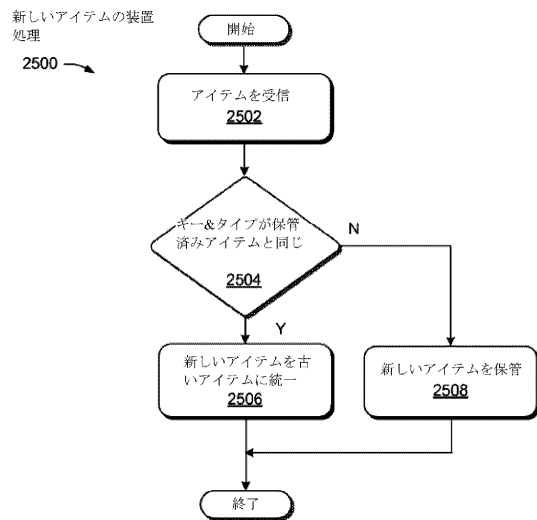 新しいアイテムの装置
処理
2500
開始
アイテムを受信
2502
キー&タイプが保管
済みアイテムと同じ
2504
N
Y
新しいアイテムを古
いアイテムに統一
2506
新しいアイテムを保管
2508
終了